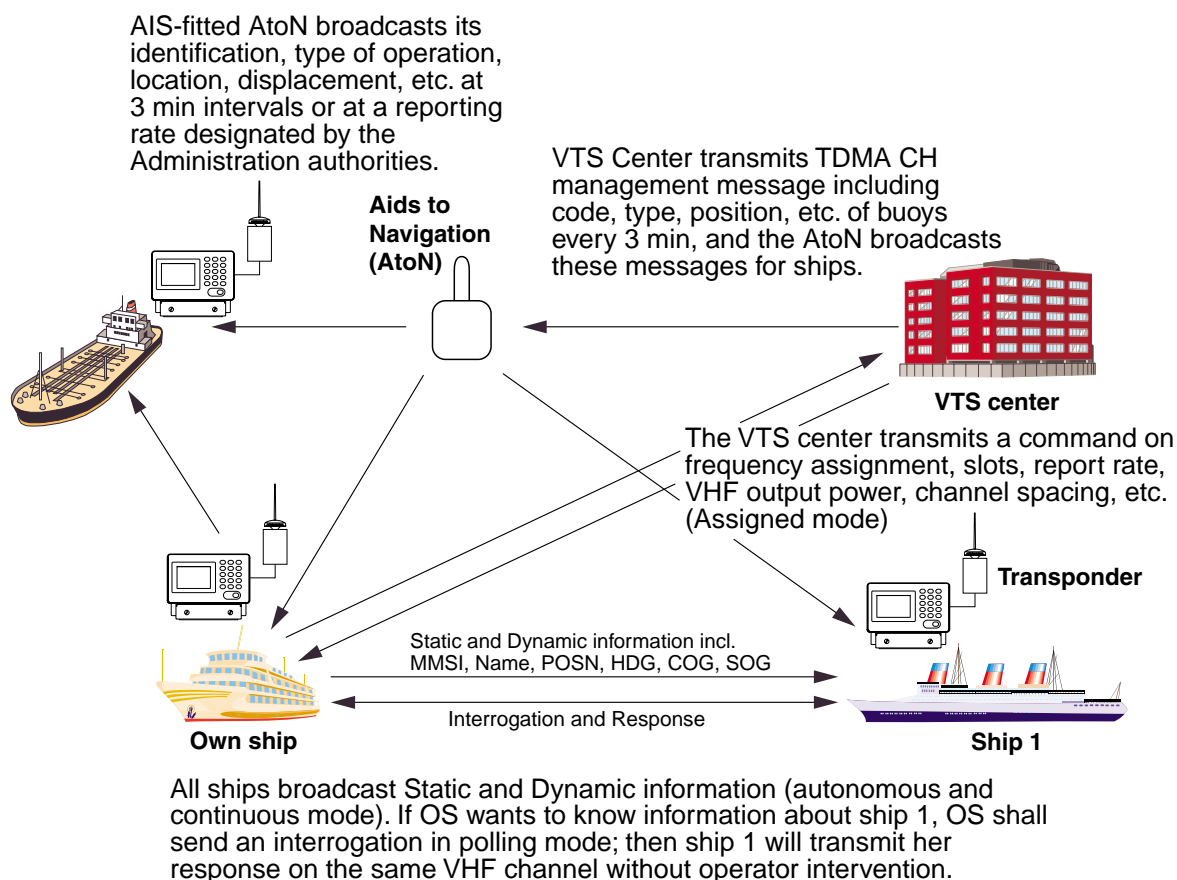 AIS-fitted AtoN broadcasts its
identification, type of operation,
location, displacement, etc. at
3 min intervals or at a reporting
rate designated by the
Administration authorities.
VTS Center transmits TDMA CH
management message including
code, type, position, etc. of buoys
every 3 min, and the AtoN broadcasts
these messages for ships.
Aids to
Navigation
(AtoN)
VTS center
The VTS center transmits a command on
frequency assignment, slots, report rate,
VHF output power, channel spacing, etc.
(Assigned mode)
Transponder
Static and Dynamic information incl.
MMSI, Name, POSN, HDG, COG, SOG
Interrogation and Response
Own ship
Ship 1
All ships broadcast Static and Dynamic information (autonomous and
continuous mode). If OS wants to know information about ship 1, OS shall
send an interrogation in polling mode; then ship 1 will transmit her
response on the same VHF channel without operator intervention.